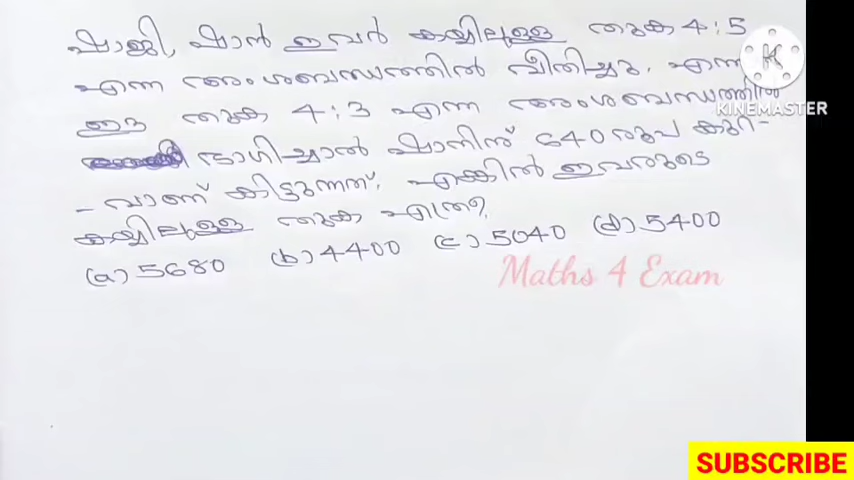 ഷാജി, ഷാൻ ഇവർ കയ്യിലുള്ള തുക 4:5
എന്ന അംശബന്ധത്തിൽ വീതിച്ചു. എന്ന
ഈ തുക 4:3 എന്ന അംശബന്ധത്തിൽ
KINEMASTER
ഭാഗിച്ചാൽ ഷാനിന് 640 രൂപ കുറ-
- വാണ് കിട്ടുന്നത്. എങ്കിൽ ഇവരുടെ
കയ്യിലുള്ള തുക എത്ര?
(a) 5680 (b) 4400 (c) 5040 (d) 5400
Maths 4 Exam
SUBSCRIBE